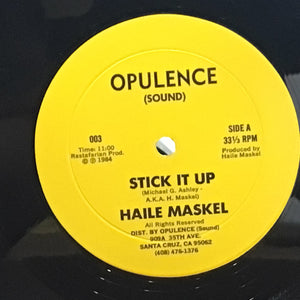 OPULENCE
(SOUND)
003
Time: 11:00
Rastafarian Prod.
© ℗ 1984
SIDE A
33⅓ RPM
Produced by
Haile Maskel
STICK IT UP
(Michael G. Ashley -
A.K.A. H. Maskel)
HAILE MASKEL
All Rights Reserved
DIST. BY OPULENCE (Sound)
909A 35TH AVE.
SANTA CRUZ, CA 95062
(408) 476-1376